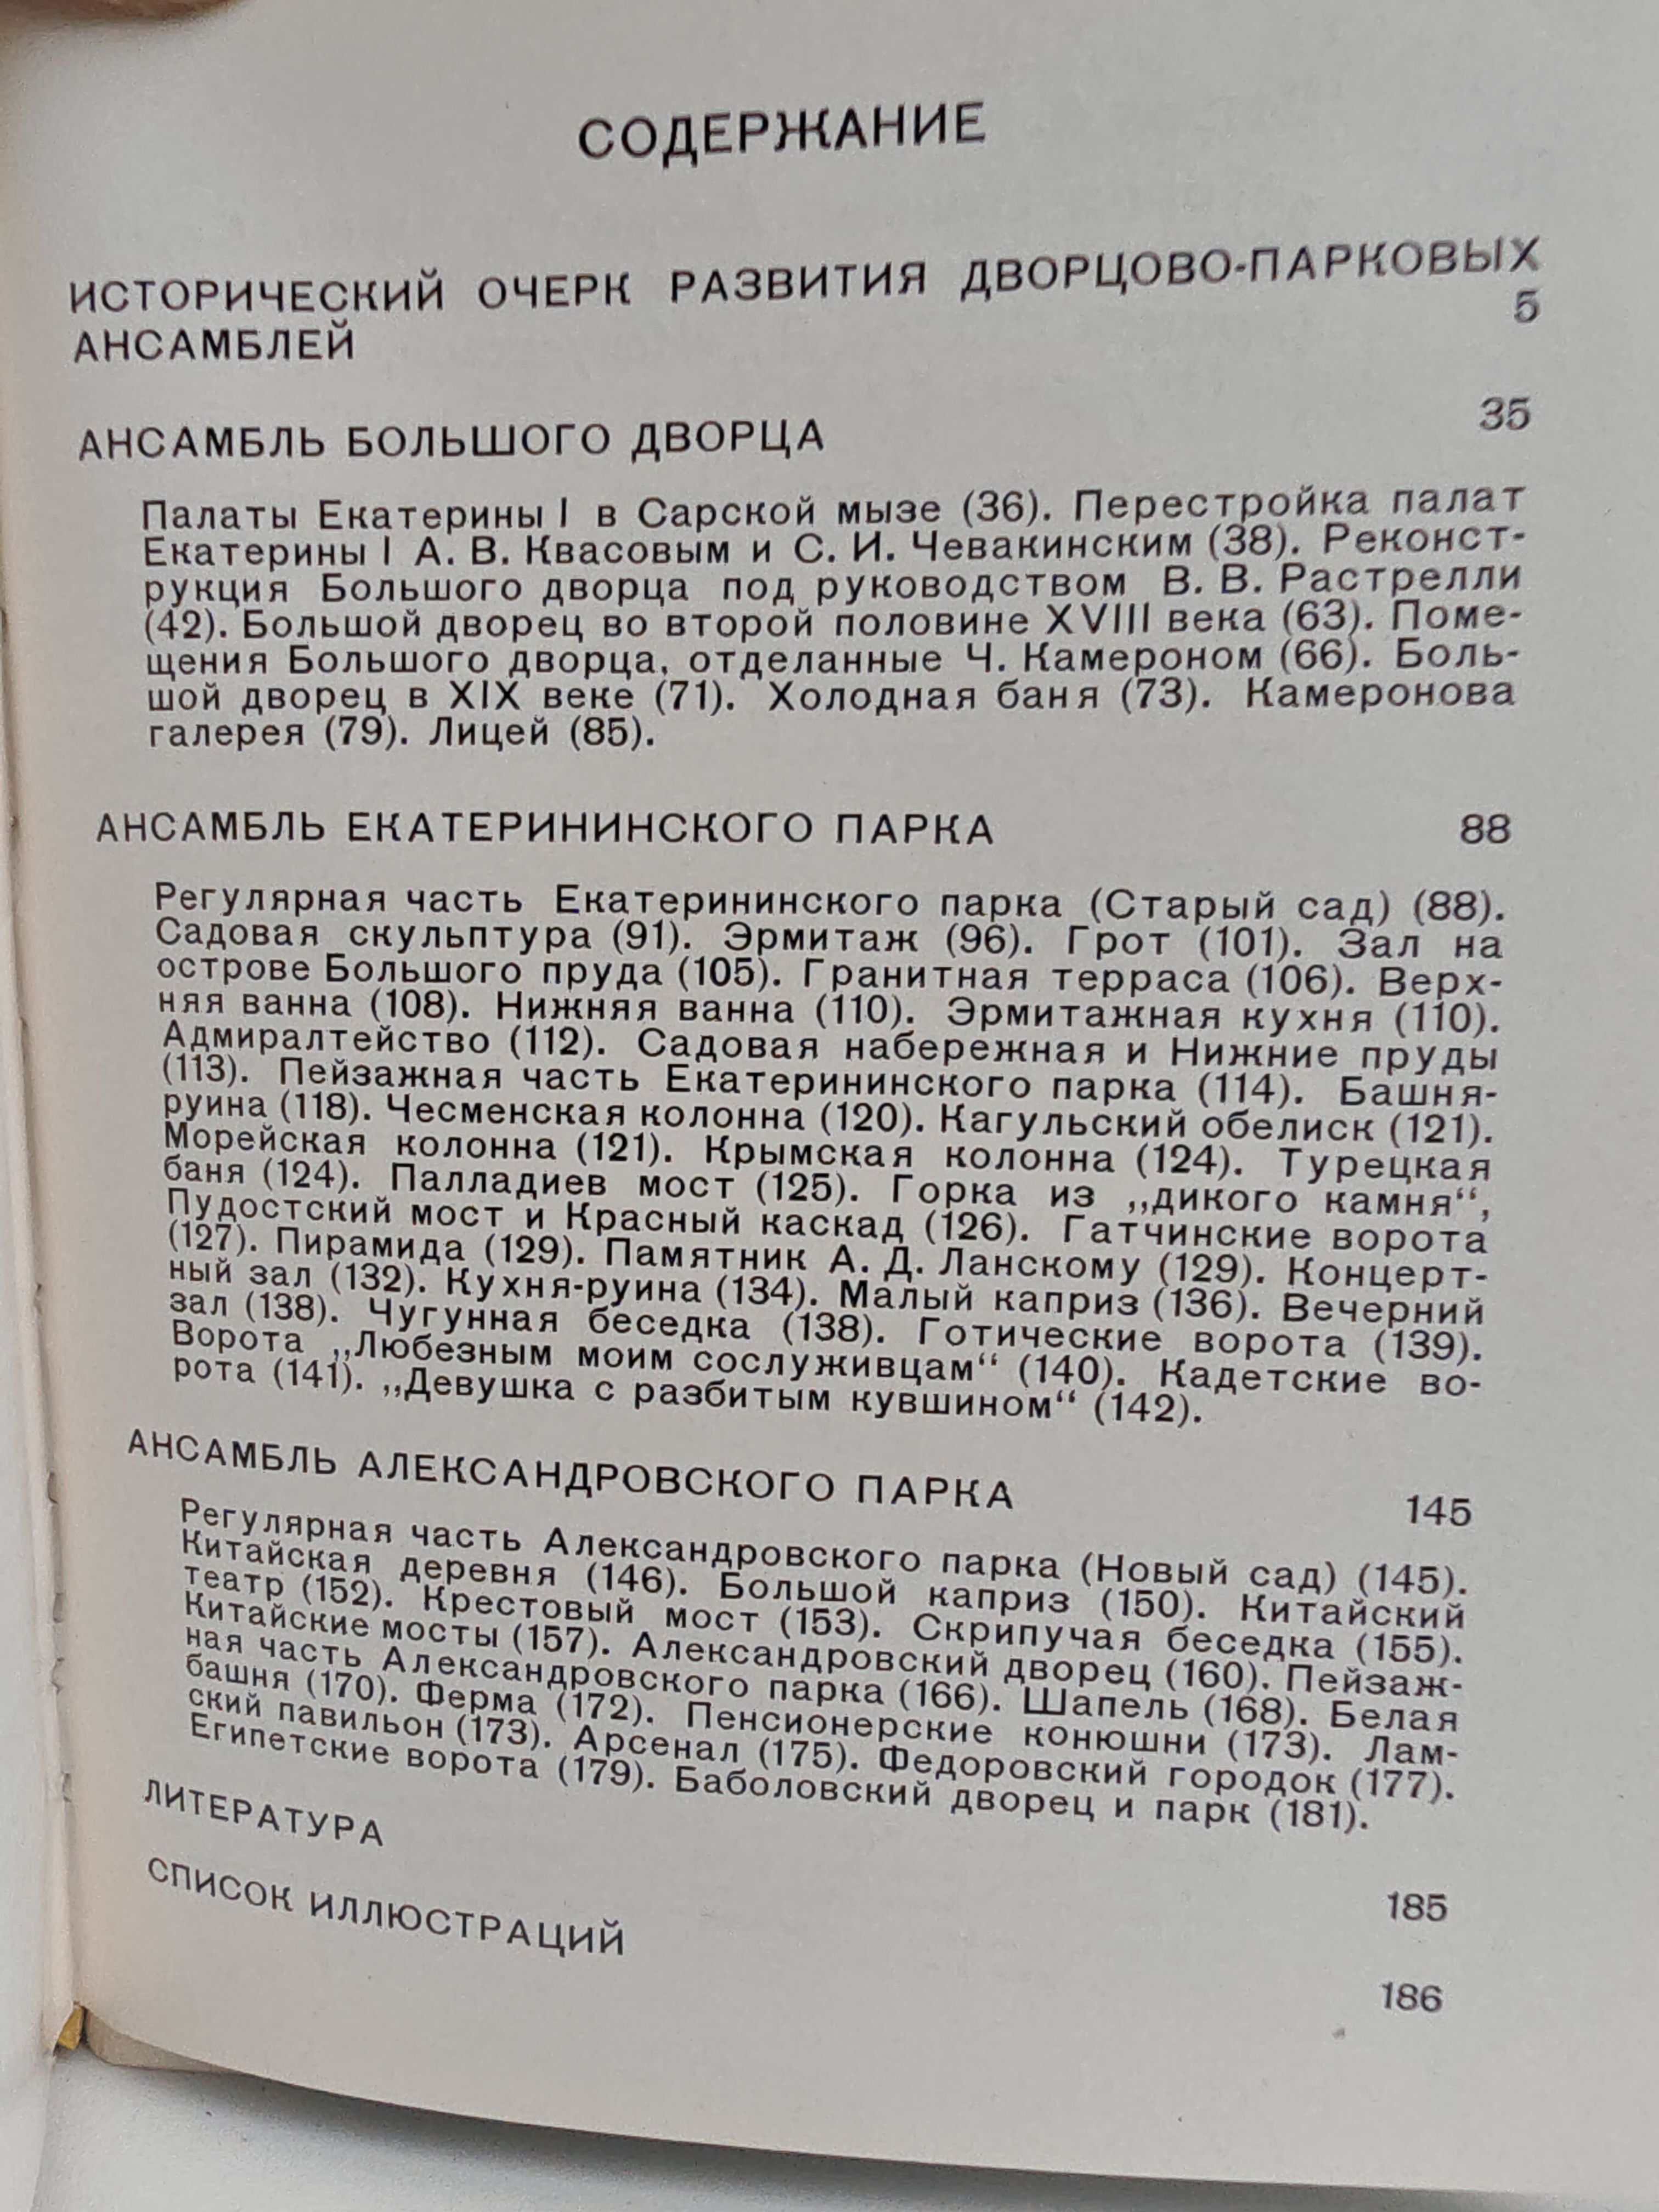 СОДЕРЖАНИЕ
ИСТОРИЧЕСКИЙ ОЧЕРК РАЗВИТИЯ ДВОРЦОВО-ПАРКОВЫХ
АНСАМБЛЕЙ 5
АНСАМБЛЬ БОЛЬШОГО ДВОРЦА 35
Палаты Екатерины I в Сарской мызе (36). Перестройка палат
Екатерины I А. В. Квасовым и С. И. Чевакинским (38). Реконст-
рукция Большого дворца под руководством В. В. Растрелли
(42). Большой дворец во второй половине XVIII века (63). Поме-
щения Большого дворца, отделанные Ч. Камероном (66). Боль-
шой дворец в XIX веке (71). Холодная баня (73). Камеронова
галерея (79). Лицей (85).
АНСАМБЛЬ ЕКАТЕРИНИНСКОГО ПАРКА 88
Регулярная часть Екатерининского парка (Старый сад) (88).
Садовая скульптура (91). Эрмитаж (96). Грот (101). Зал на
острове Большого пруда (105). Гранитная терраса (106). Верх-
няя ванна (108). Нижняя ванна (110). Эрмитажная кухня (110).
Адмиралтейство (112). Садовая набережная и Нижние пруды
(113). Пейзажная часть Екатерининского парка (114). Башня-
руина (118). Чесменская колонна (120). Кагульский обелиск (121).
Морейская колонна (121). Крымская колонна (124). Турецкая
баня (124). Палладиев мост (125). Горка из „дикого камня“,
Пудостский мост и Красный каскад (126). Гатчинские ворота
(127). Пирамида (129). Памятник А. Д. Ланскому (129). Концерт-
ный зал (132). Кухня-руина (134). Малый каприз (136). Вечерний
зал (138). Чугунная беседка (138). Готические ворота (139).
Ворота „Любезным моим сослуживцам“ (140). Кадетские во-
рота (141). „Девушка с разбитым кувшином“ (142).
АНСАМБЛЬ АЛЕКСАНДРОВСКОГО ПАРКА 145
Регулярная часть Александровского парка (Новый сад) (145).
Китайская деревня (146). Большой каприз (150). Китайский
театр (152). Крестовый мост (153). Скрипучая беседка (155).
Китайские мосты (157). Александровский дворец (160). Пейзаж-
ная часть Александровского парка (166). Шапель (168). Белая
башня (170). Ферма (172). Пенсионерские конюшни (173). Лам-
ский павильон (173). Арсенал (175). Федоровский городок (177).
Египетские ворота (179). Баболовский дворец и парк (181).
ЛИТЕРАТУРА 185
СПИСОК ИЛЛЮСТРАЦИЙ 186